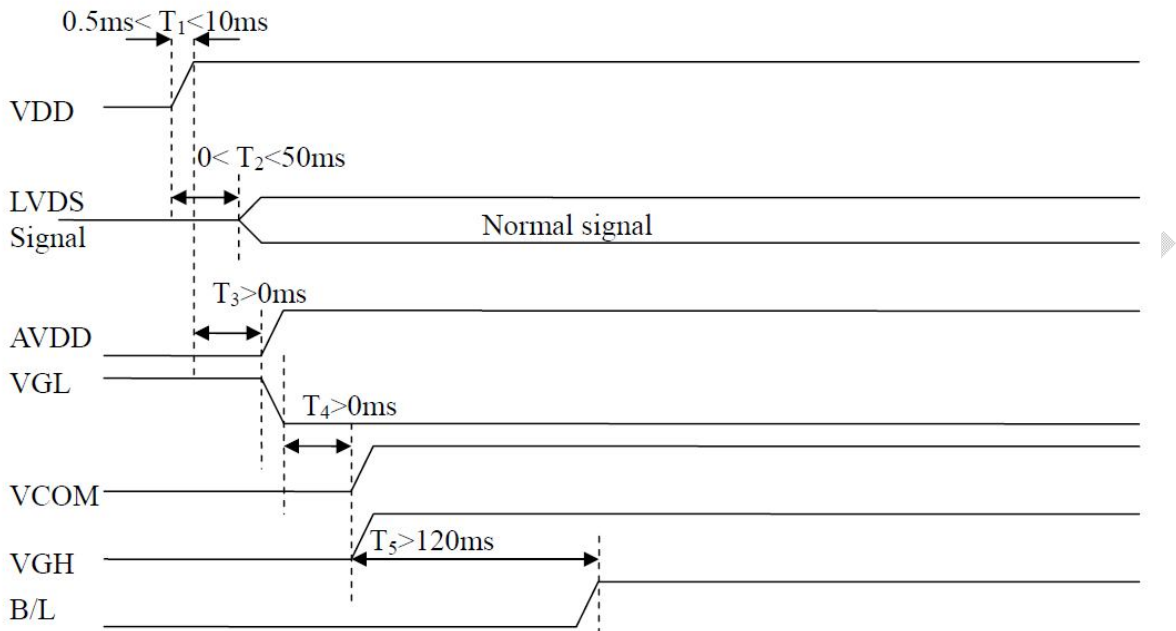 0.5ms< T₁<10ms
VDD
0< T₂<50ms
LVDS
Signal
Normal signal
T₃>0ms
AVDD
VGL
T₄>0ms
VCOM
T₅>120ms
VGH
B/L